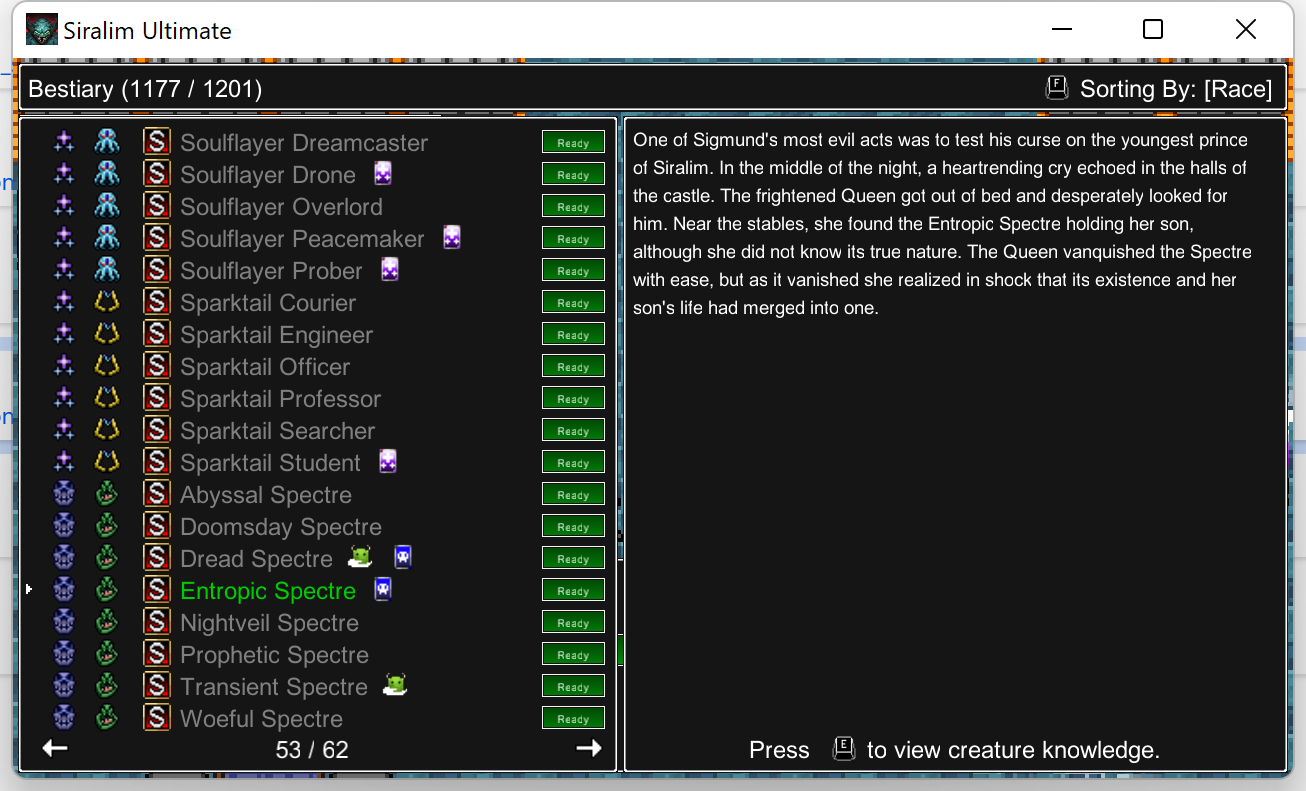 Siralim Ultimate
Bestiary (1177 / 1201)
F Sorting By: [Race]
S Soulflayer Dreamcaster Ready
S Soulflayer Drone Ready
S Soulflayer Overlord Ready
S Soulflayer Peacemaker Ready
S Soulflayer Prober Ready
S Sparktail Courier Ready
S Sparktail Engineer Ready
S Sparktail Officer Ready
S Sparktail Professor Ready
S Sparktail Searcher Ready
S Sparktail Student Ready
S Abyssal Spectre Ready
S Doomsday Spectre Ready
S Dread Spectre Ready
S Entropic Spectre Ready
S Nightveil Spectre Ready
S Prophetic Spectre Ready
S Transient Spectre Ready
S Woeful Spectre Ready
53 / 62
One of Sigmund's most evil acts was to test his curse on the youngest prince
of Siralim. In the middle of the night, a heartrending cry echoed in the halls of
the castle. The frightened Queen got out of bed and desperately looked for
him. Near the stables, she found the Entropic Spectre holding her son,
although she did not know its true nature. The Queen vanquished the Spectre
with ease, but as it vanished she realized in shock that its existence and her
son's life had merged into one.
Press E to view creature knowledge.